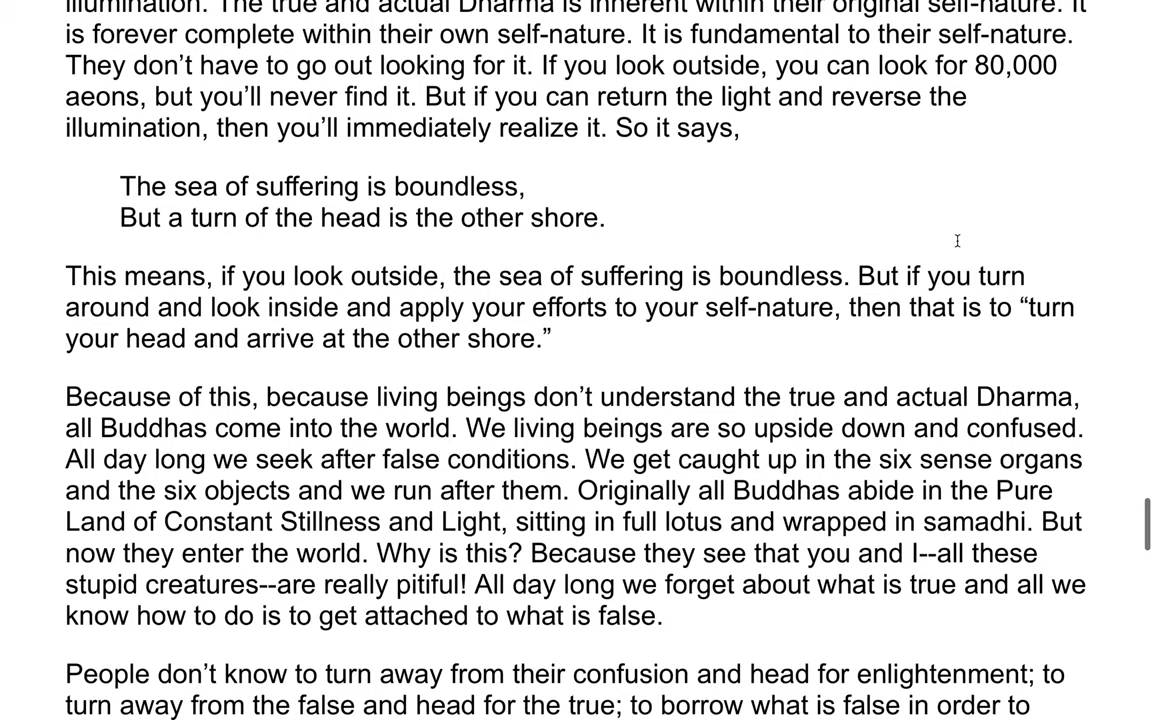 illumination. The true and actual Dharma is inherent within their original self-nature. It
is forever complete within their own self-nature. It is fundamental to their self-nature.
They don’t have to go out looking for it. If you look outside, you can look for 80,000
aeons, but you’ll never find it. But if you can return the light and reverse the
illumination, then you’ll immediately realize it. So it says,
The sea of suffering is boundless,
But a turn of the head is the other shore.
This means, if you look outside, the sea of suffering is boundless. But if you turn
around and look inside and apply your efforts to your self-nature, then that is to “turn
your head and arrive at the other shore.”
Because of this, because living beings don’t understand the true and actual Dharma,
all Buddhas come into the world. We living beings are so upside down and confused.
All day long we seek after false conditions. We get caught up in the six sense organs
and the six objects and we run after them. Originally all Buddhas abide in the Pure
Land of Constant Stillness and Light, sitting in full lotus and wrapped in samadhi. But
now they enter the world. Why is this? Because they see that you and I--all these
stupid creatures--are really pitiful! All day long we forget about what is true and all we
know how to do is to get attached to what is false.
People don’t know to turn away from their confusion and head for enlightenment; to
turn away from the false and head for the true; to borrow what is false in order to